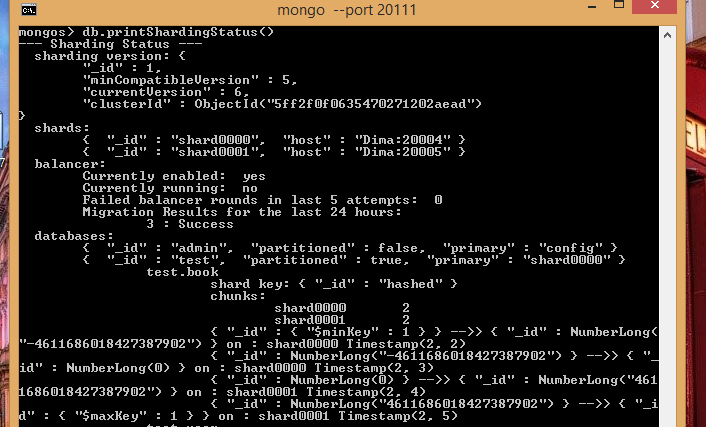 mongo --port 20111
mongos> db.printShardingStatus()
--- Sharding Status ---
sharding version: {
"_id" : 1,
"minCompatibleVersion" : 5,
"currentVersion" : 6,
"clusterId" : ObjectId("5ff2f0f0635470271202aead")
}
shards:
{ "_id" : "shard0000", "host" : "Dima:20004" }
{ "_id" : "shard0001", "host" : "Dima:20005" }
balancer:
Currently enabled: yes
Currently running: no
Failed balancer rounds in last 5 attempts: 0
Migration Results for the last 24 hours:
3 : Success
databases:
{ "_id" : "admin", "partitioned" : false, "primary" : "config" }
{ "_id" : "test", "partitioned" : true, "primary" : "shard0000" }
test.book
shard key: { "_id" : "hashed" }
chunks:
shard0000 2
shard0001 2
{ "_id" : { "$minKey" : 1 } } -->> { "_id" : NumberLong(
"-4611686018427387902") } on : shard0000 Timestamp(2, 2)
{ "_id" : NumberLong("-4611686018427387902") } -->> { "_
id" : NumberLong(0) } on : shard0000 Timestamp(2, 3)
{ "_id" : NumberLong(0) } -->> { "_id" : NumberLong("461
1686018427387902") } on : shard0001 Timestamp(2, 4)
{ "_id" : NumberLong("4611686018427387902") } -->> { "_i
d" : { "$maxKey" : 1 } } on : shard0001 Timestamp(2, 5)